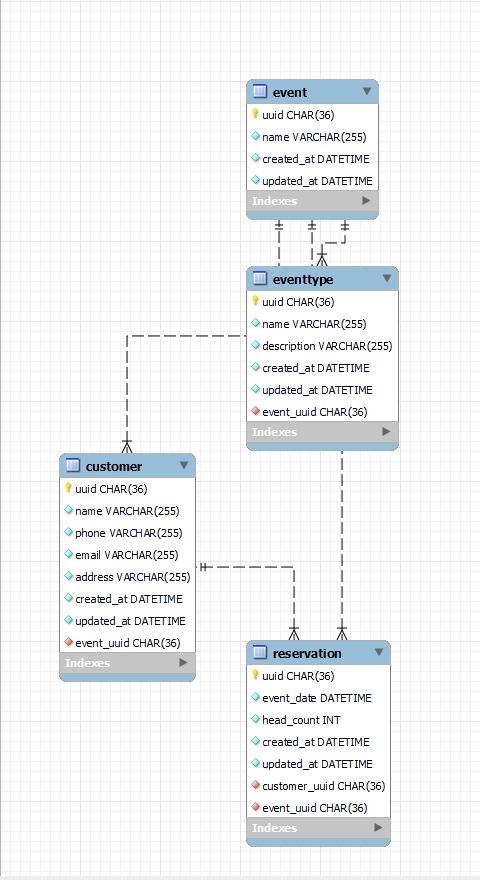 event
uuid CHAR(36)
name VARCHAR(255)
created_at DATETIME
updated_at DATETIME
Indexes
eventtype
uuid CHAR(36)
name VARCHAR(255)
description VARCHAR(255)
created_at DATETIME
updated_at DATETIME
event_uuid CHAR(36)
Indexes
customer
uuid CHAR(36)
name VARCHAR(255)
phone VARCHAR(255)
email VARCHAR(255)
address VARCHAR(255)
created_at DATETIME
updated_at DATETIME
event_uuid CHAR(36)
Indexes
reservation
uuid CHAR(36)
event_date DATETIME
head_count INT
created_at DATETIME
updated_at DATETIME
customer_uuid CHAR(36)
event_uuid CHAR(36)
Indexes